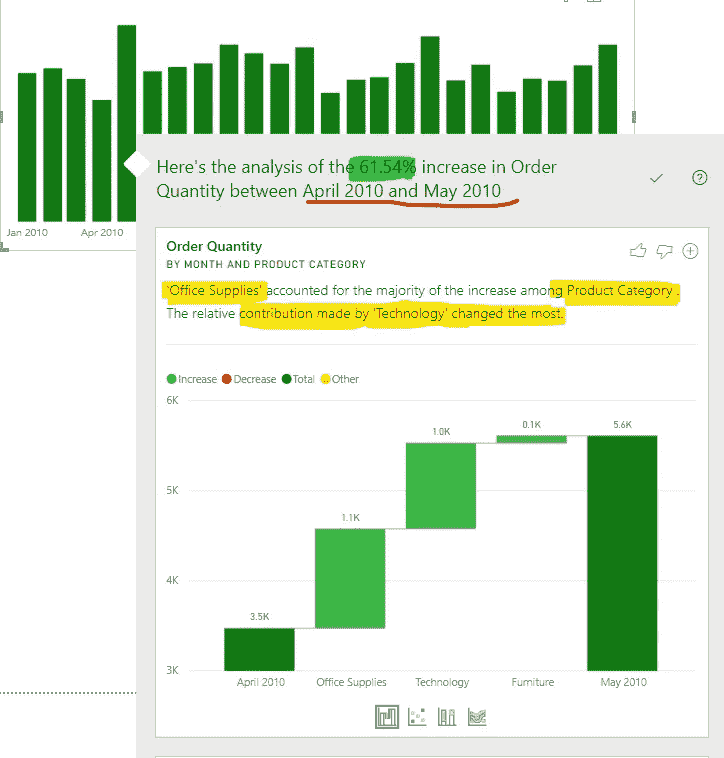 Jan 2010
Apr 2010
Here's the analysis of the 61.54% increase in Order
Quantity between April 2010 and May 2010
Order Quantity
BY MONTH AND PRODUCT CATEGORY
'Office Supplies' accounted for the majority of the increase among Product Category .
The relative contribution made by 'Technology' changed the most.
Increase Decrease Total Other
6K
5K
4K
3K
3.5K
1.1K
1.0K
0.1K
5.6K
April 2010
Office Supplies
Technology
Furniture
May 2010